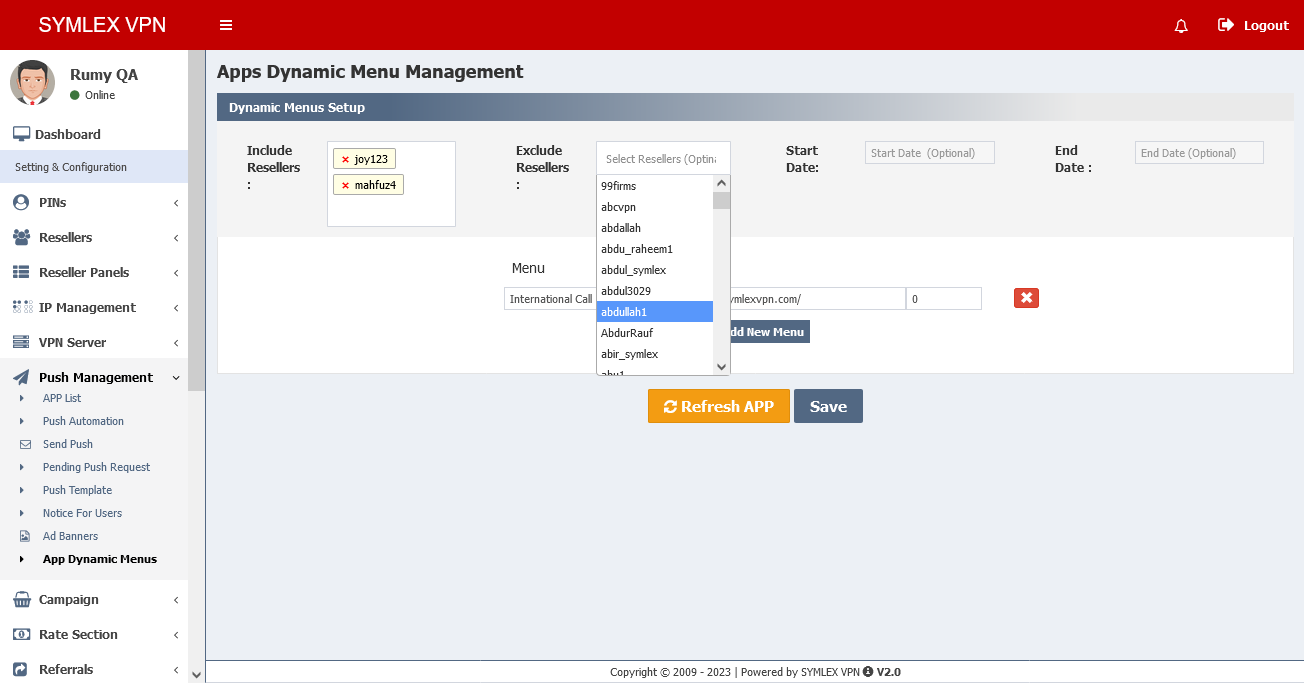 SYMLEX VPN
Logout
Rumy QA
Online
Dashboard
Setting & Configuration
PINs
Resellers
Reseller Panels
IP Management
VPN Server
Push Management
APP List
Push Automation
Send Push
Pending Push Request
Push Template
Notice For Users
Ad Banners
App Dynamic Menus
Campaign
Rate Section
Referrals
Apps Dynamic Menu Management
Dynamic Menus Setup
Include
Resellers
:
× joy123
× mahfuz4
Exclude
Resellers
:
Select Resellers (Optina
99firms
abcvpn
abdallah
abdu_raheem1
abdul_symlex
abdul3029
abdullah1
AbdurRauf
abir_symlex
abu1
Start
Date:
Start Date (Optional)
End
Date :
End Date (Optional)
Menu
International Call
ymlexvpn.com/
0
dd New Menu
Refresh APP
Save
Copyright © 2009 - 2023 | Powered by SYMLEX VPN V2.0